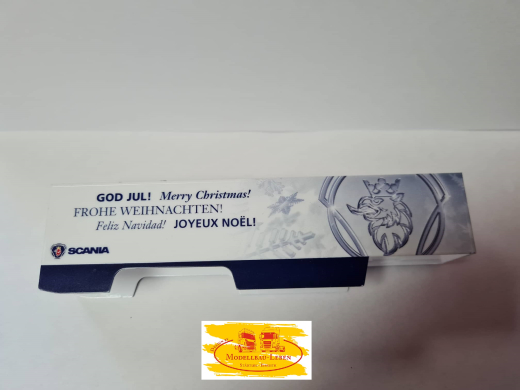 GOD JUL! Merry Christmas!
FROHE WEIHNACHTEN!
Feliz Navidad! JOYEUX NOËL!
SCANIA
MODELLBAU-LEBEN